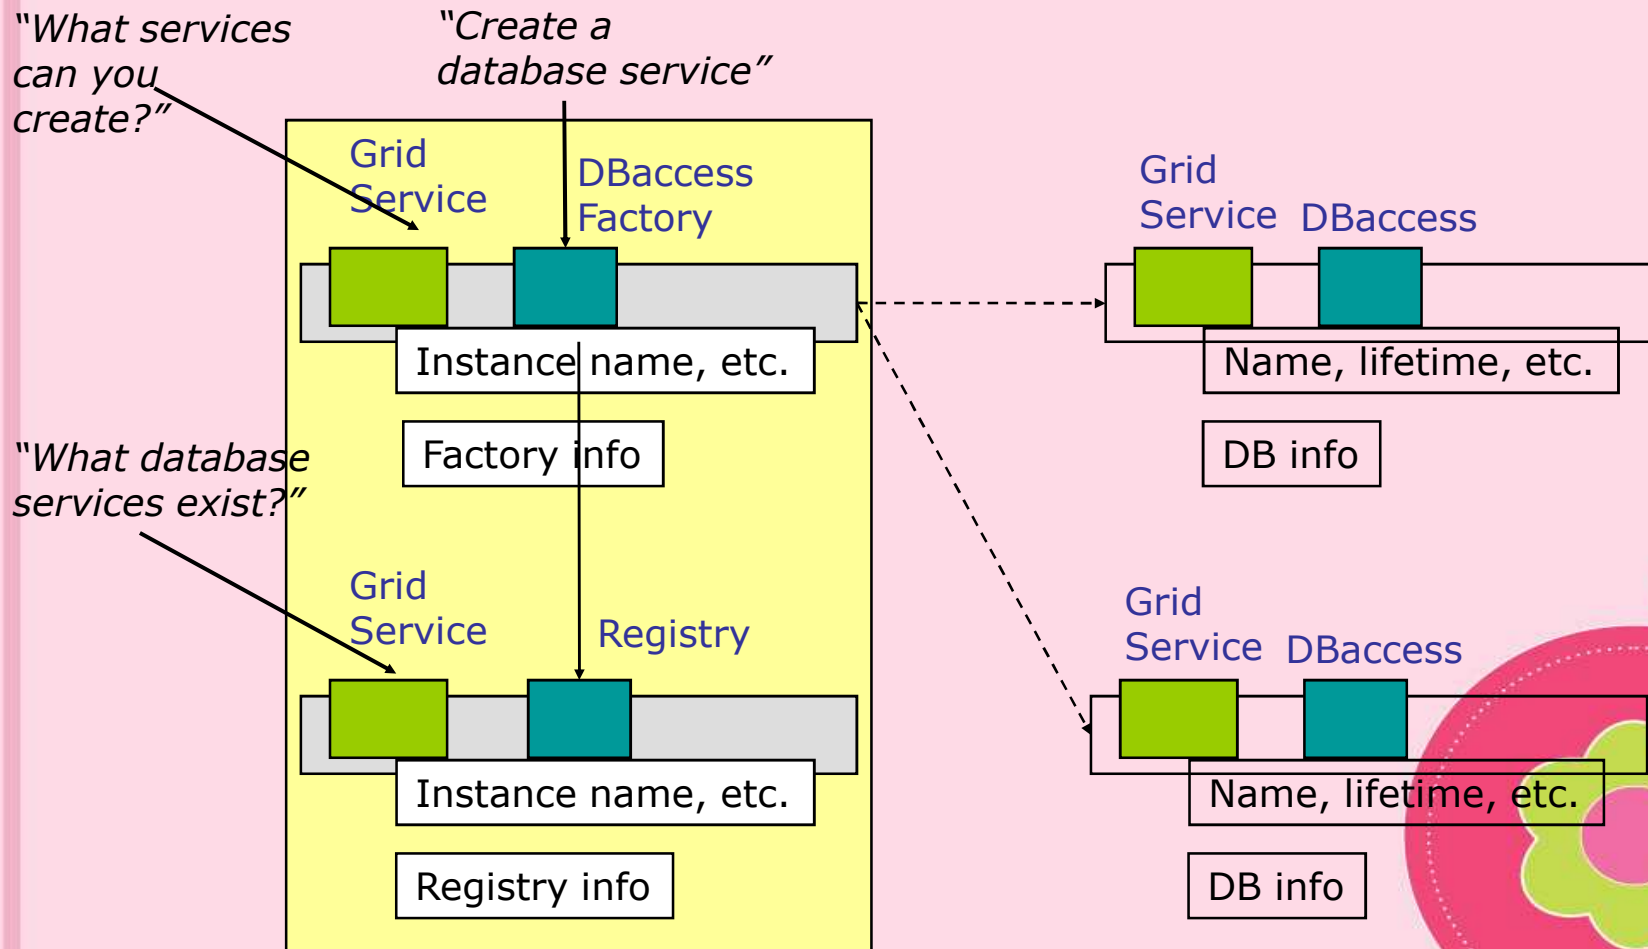 “What services
can you
create?”
“Create a
database service”
Grid
Service
DBaccess
Factory
Instance name, etc.
Factory info
Grid
Service
DBaccess
Name, lifetime, etc.
DB info
“What database
services exist?”
Grid
Service
Registry
Instance name, etc.
Registry info
Grid
Service
DBaccess
Name, lifetime, etc.
DB info